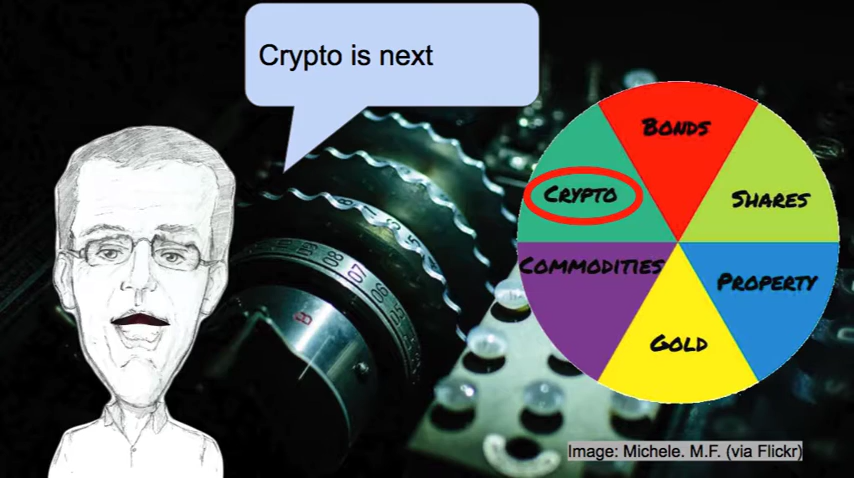 Crypto is next
BONDS
CRYPTO
SHARES
COMMODITIES
PROPERTY
GOLD
Image: Michele. M.F. (via Flickr)